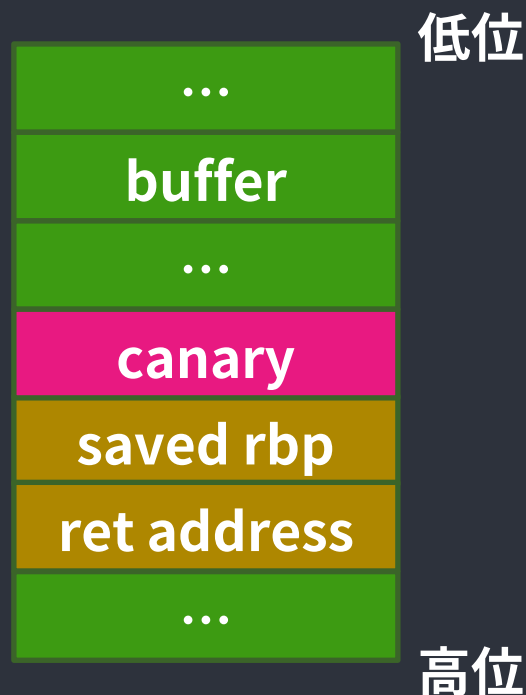 低位
...
buffer
...
canary
saved rbp
ret address
...
高位